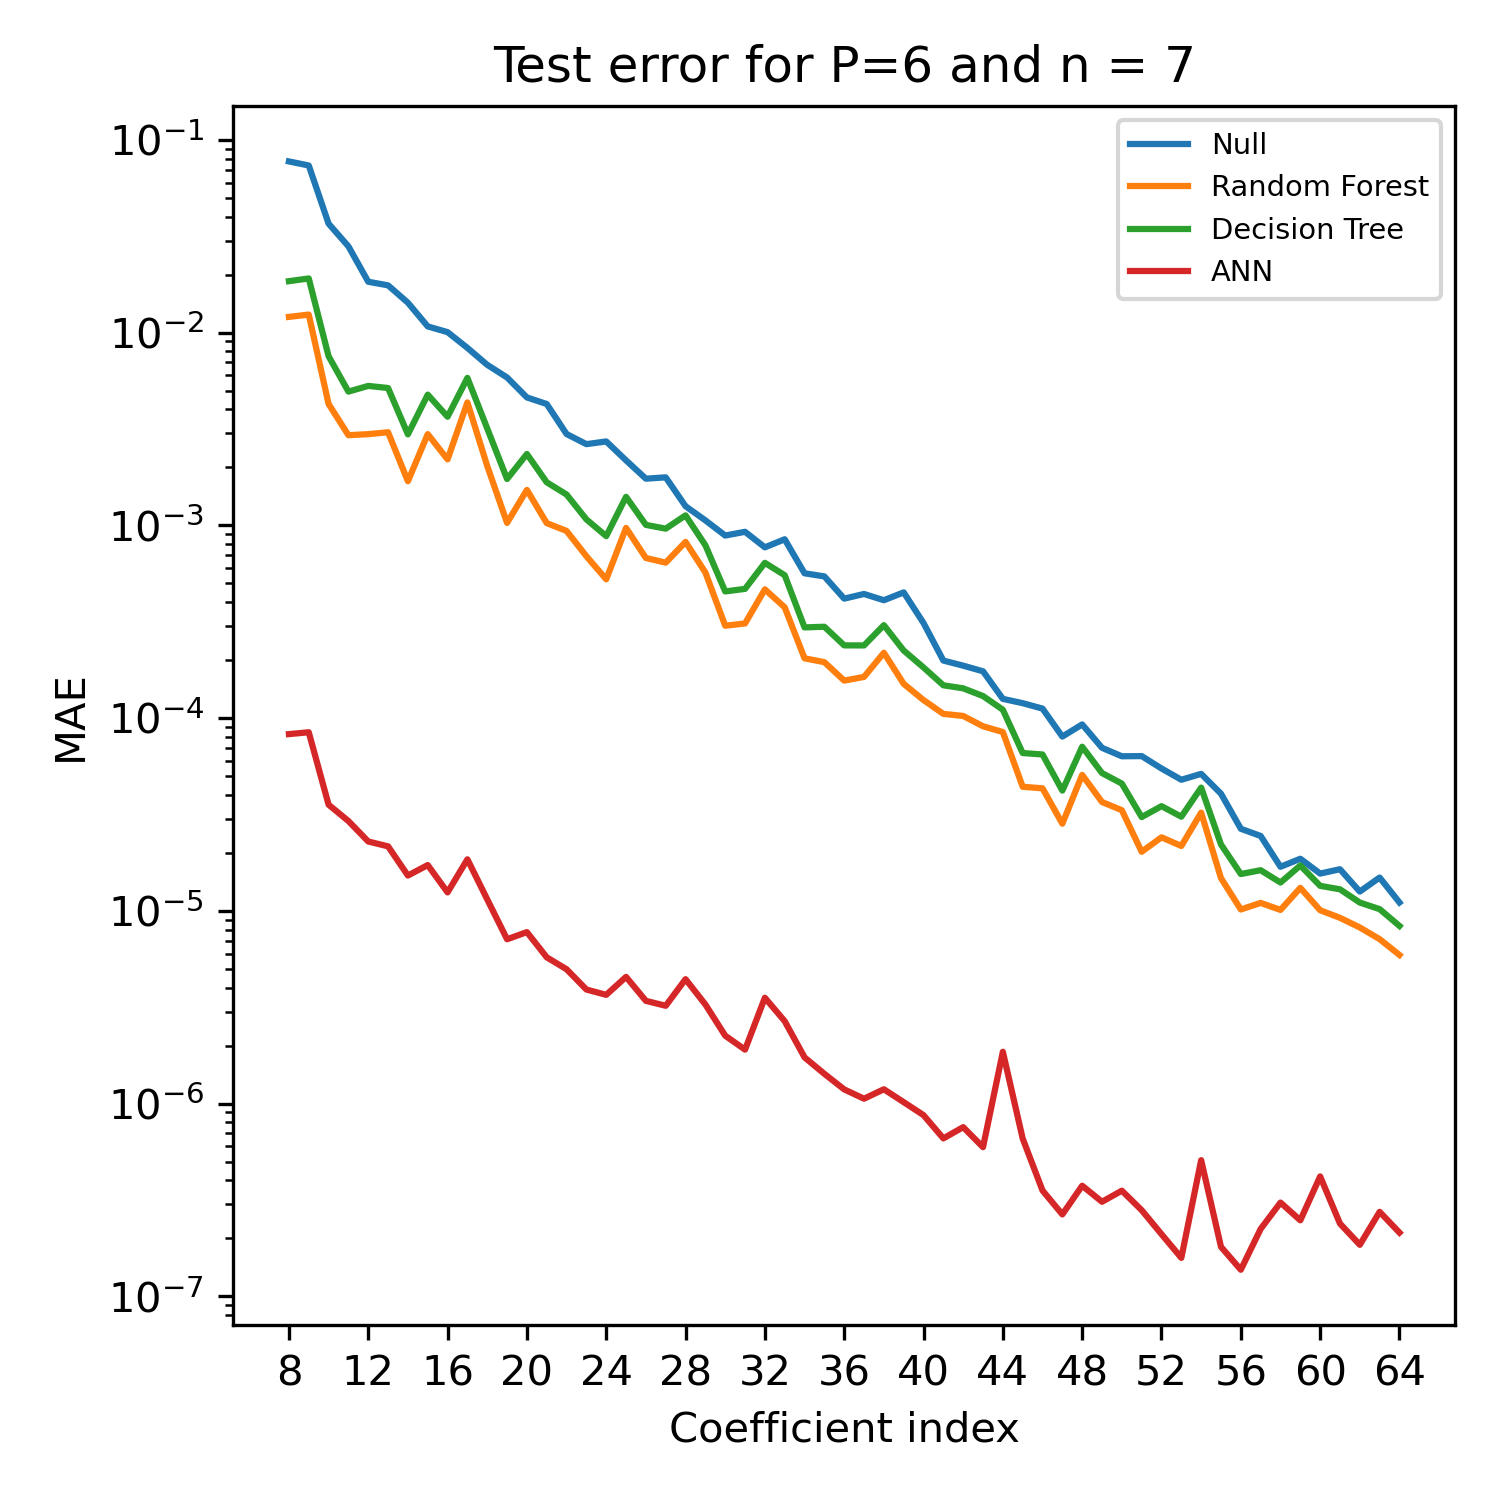 Test error for P=6 and n = 7
Null
Random Forest
Decision Tree
ANN
MAE
10⁻¹
10⁻²
10⁻³
10⁻⁴
10⁻⁵
10⁻⁶
10⁻⁷
8 12 16 20 24 28 32 36 40 44 48 52 56 60 64
Coefficient index